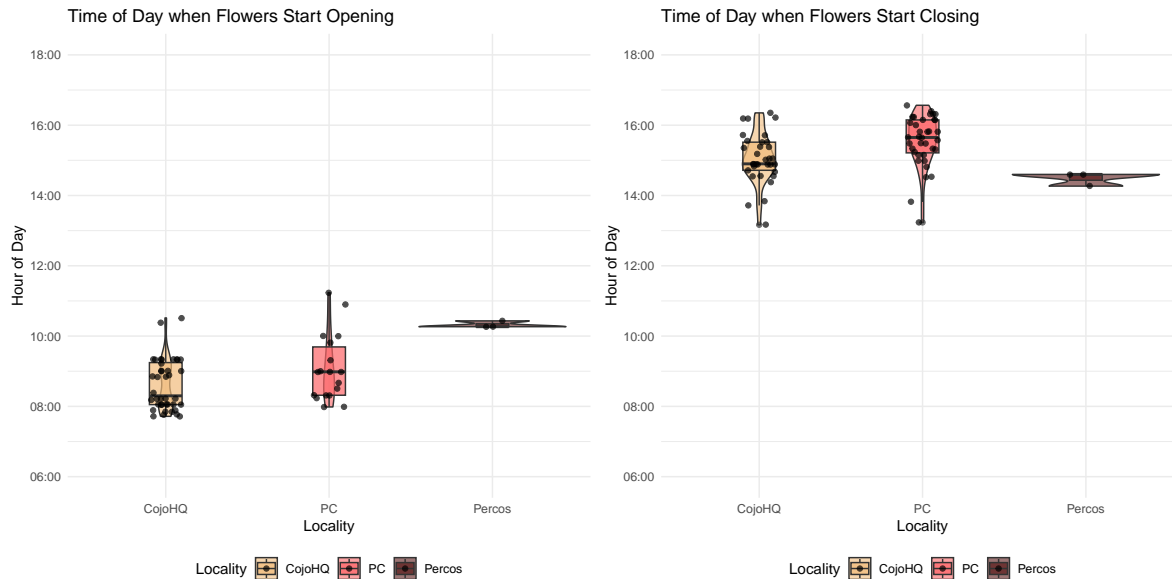 Time of Day when Flowers Start Opening
18:00
16:00
14:00
12:00
10:00
08:00
06:00
Hour of Day
CojoHQ PC Percos
Locality
Locality CojoHQ PC Percos
Time of Day when Flowers Start Closing
18:00
16:00
14:00
12:00
10:00
08:00
06:00
Hour of Day
CojoHQ PC Percos
Locality
Locality CojoHQ PC Percos